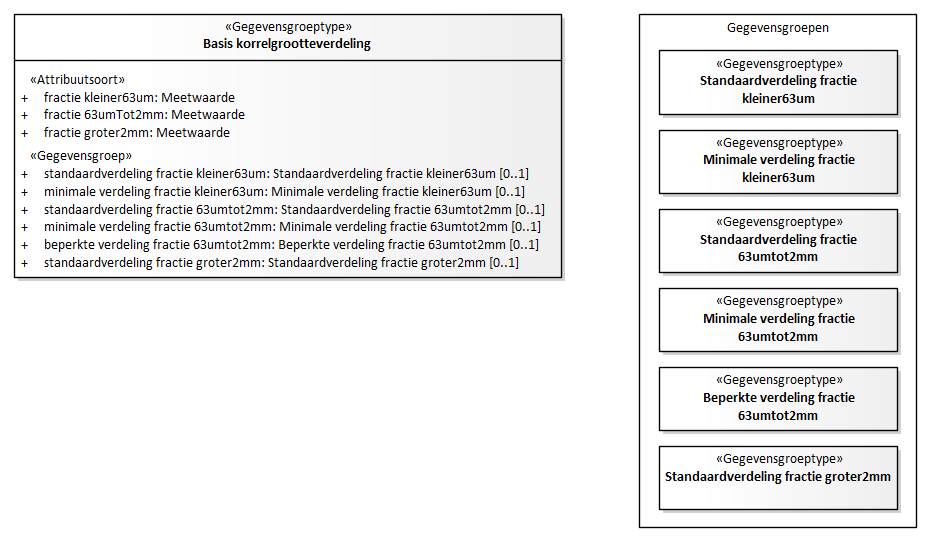 «Gegevensgroeptype»
Basis korrelgrootteverdeling
«Attribuutsoort»
+ fractie kleiner63um: Meetwaarde
+ fractie 63umTot2mm: Meetwaarde
+ fractie groter2mm: Meetwaarde
«Gegevensgroep»
+ standaardverdeling fractie kleiner63um: Standaardverdeling fractie kleiner63um [0..1]
+ minimale verdeling fractie kleiner63um: Minimale verdeling fractie kleiner63um [0..1]
+ standaardverdeling fractie 63umtot2mm: Standaardverdeling fractie 63umtot2mm [0..1]
+ minimale verdeling fractie 63umtot2mm: Minimale verdeling fractie 63umtot2mm [0..1]
+ beperkte verdeling fractie 63umtot2mm: Beperkte verdeling fractie 63umtot2mm [0..1]
+ standaardverdeling fractie groter2mm: Standaardverdeling fractie groter2mm [0..1]
Gegevensgroepen
«Gegevensgroeptype»
Standaardverdeling fractie
kleiner63um
«Gegevensgroeptype»
Minimale verdeling fractie
kleiner63um
«Gegevensgroeptype»
Standaardverdeling fractie
63umtot2mm
«Gegevensgroeptype»
Minimale verdeling fractie
63umtot2mm
«Gegevensgroeptype»
Beperkte verdeling fractie
63umtot2mm
«Gegevensgroeptype»
Standaardverdeling fractie groter2mm